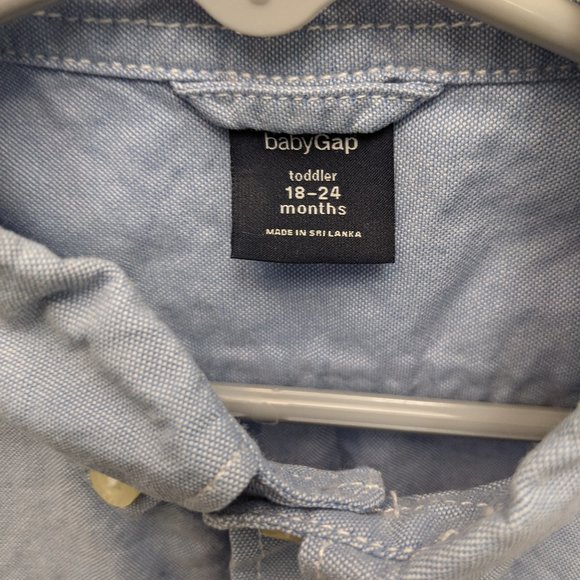 babyGap
toddler
18-24
months
MADE IN SRI LANKA